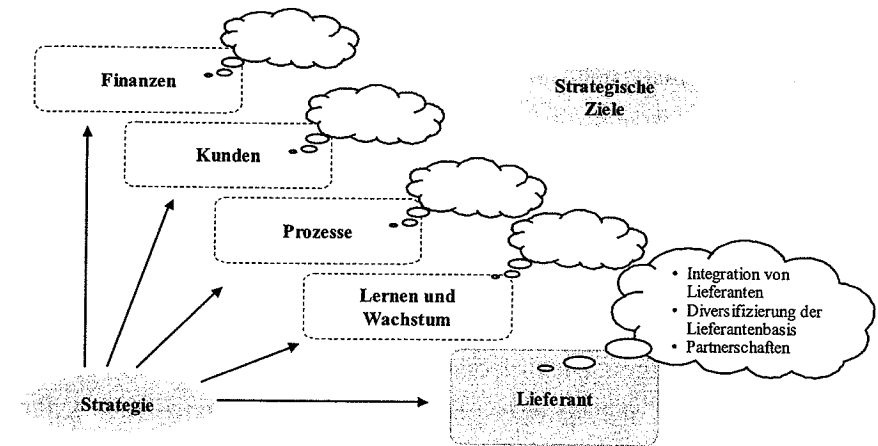 Finanzen
Strategische
Ziele
Kunden
Prozesse
Lernen und
Wachstum
• Integration von
Lieferanten
• Diversifizierung der
Lieferantenbasis
• Partnerschaften
Strategie
Lieferant